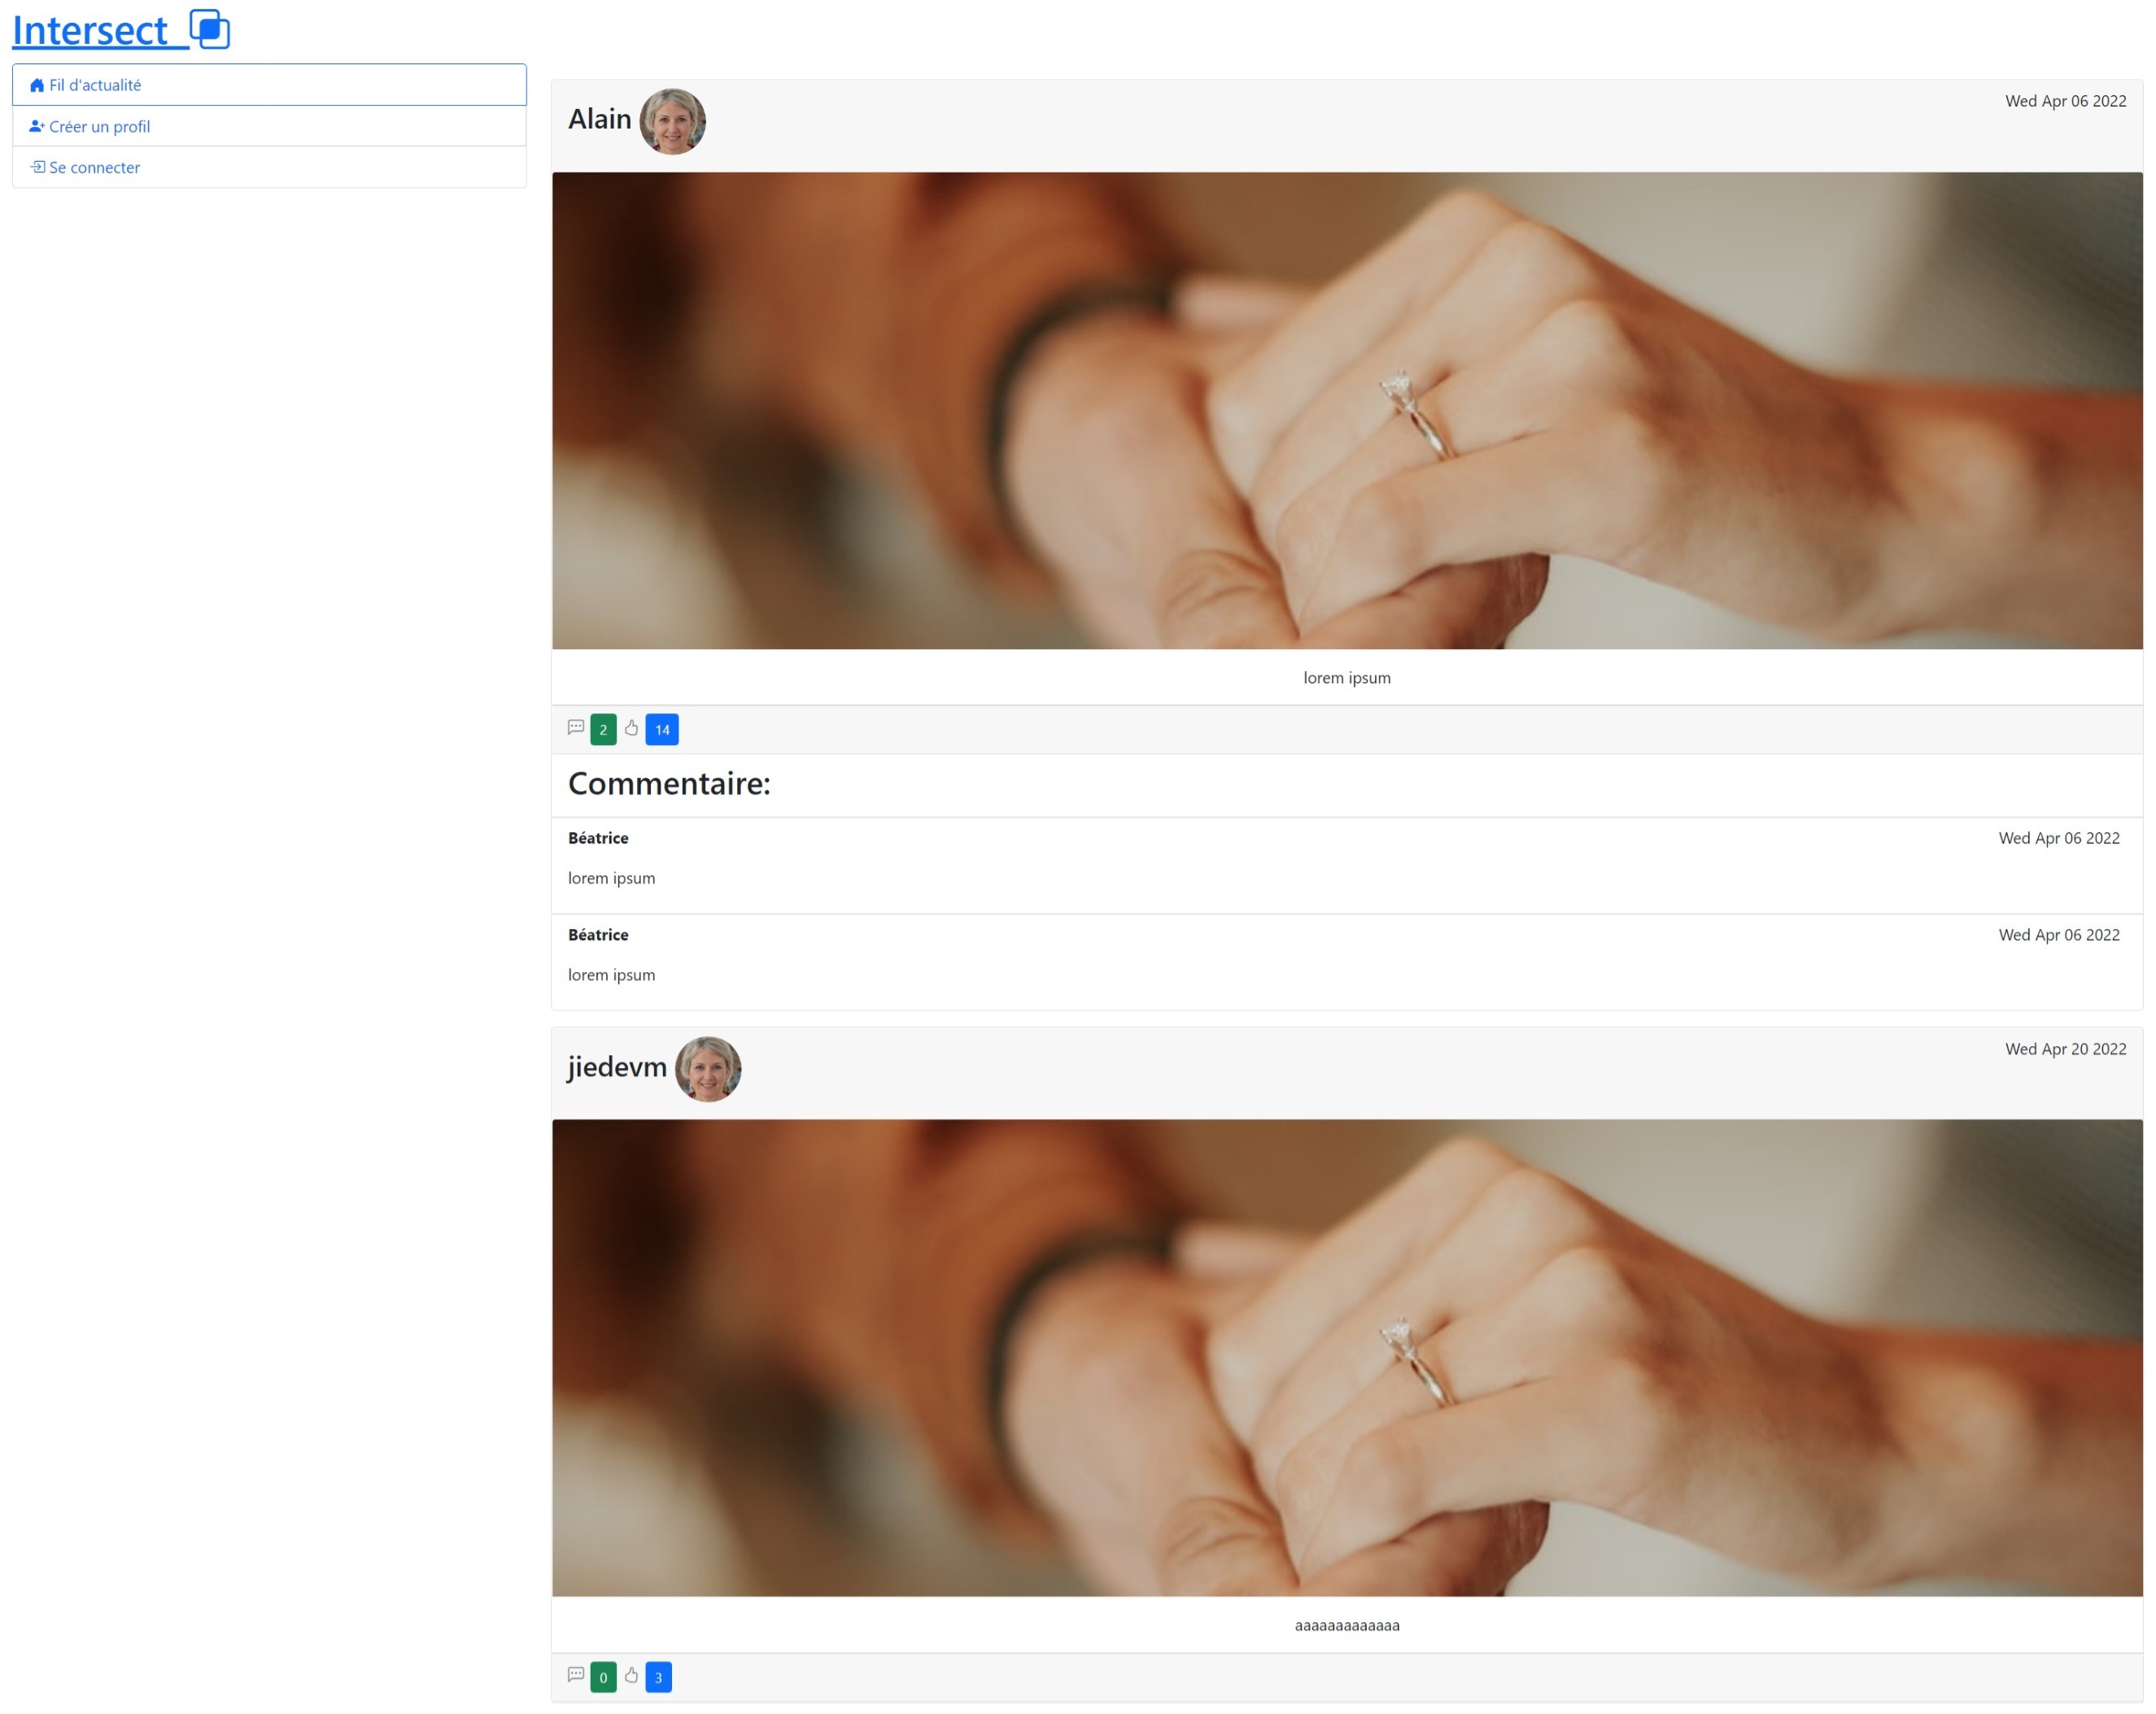 Intersect
Fil d'actualité
Créer un profil
Se connecter
Alain
Wed Apr 06 2022
lorem ipsum
2 14
Commentaire:
Béatrice
Wed Apr 06 2022
lorem ipsum
Béatrice
Wed Apr 06 2022
lorem ipsum
jiedevm
Wed Apr 20 2022
aaaaaaaaaaaaa
0 3